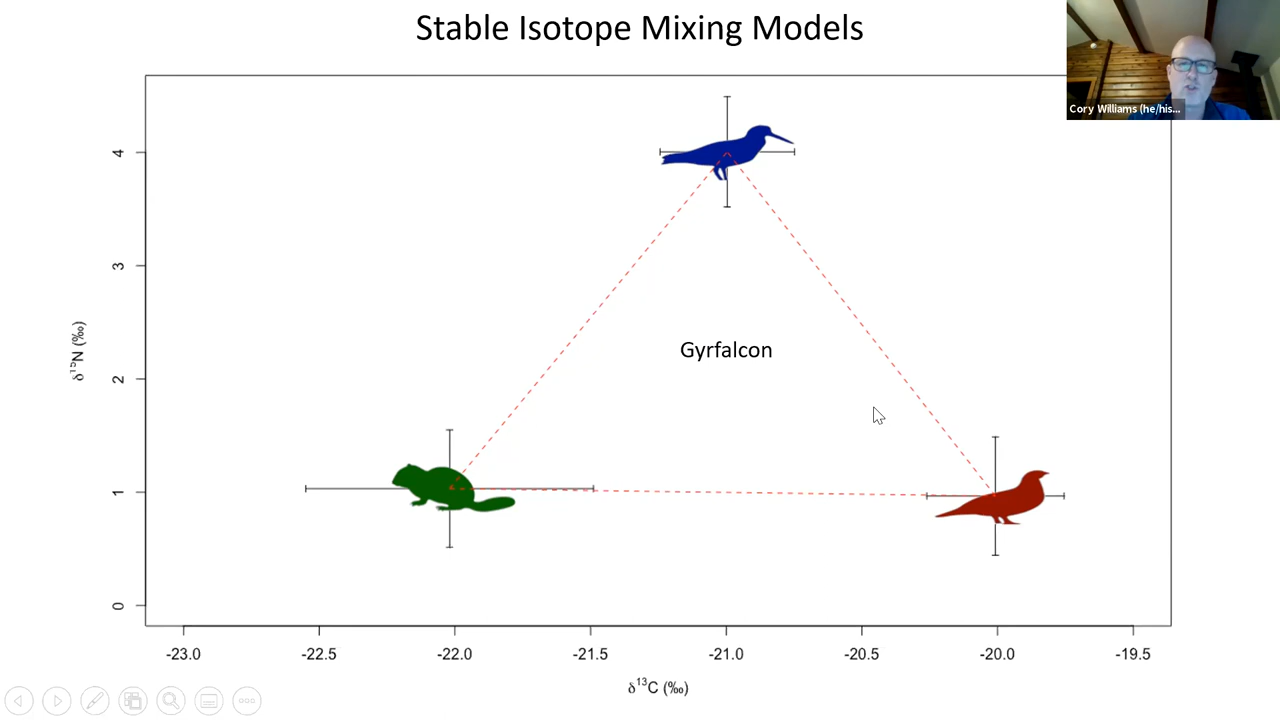 Stable Isotope Mixing Models
Cory Williams (he/his...
4
3
2
1
0
δ¹⁵N (‰)
Gyrfalcon
-23.0 -22.5 -22.0 -21.5 -21.0 -20.5 -20.0 -19.5
δ¹³C (‰)